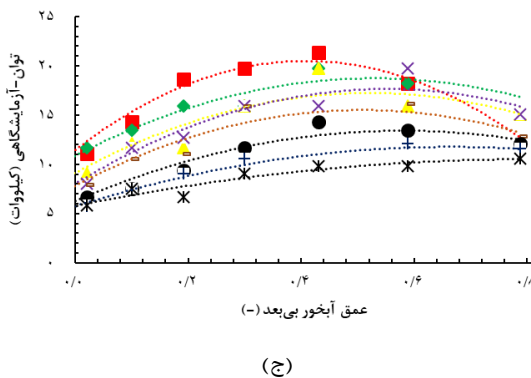 توان-آزمایشگاهی (کیلووات)
۲۵
۲۰
۱۵
۱۰
۵
۰
۰/۰ ۰/۲ ۰/۴ ۰/۶ ۰/۸
عمق آبخور بی‌بعد (-)
(ج)